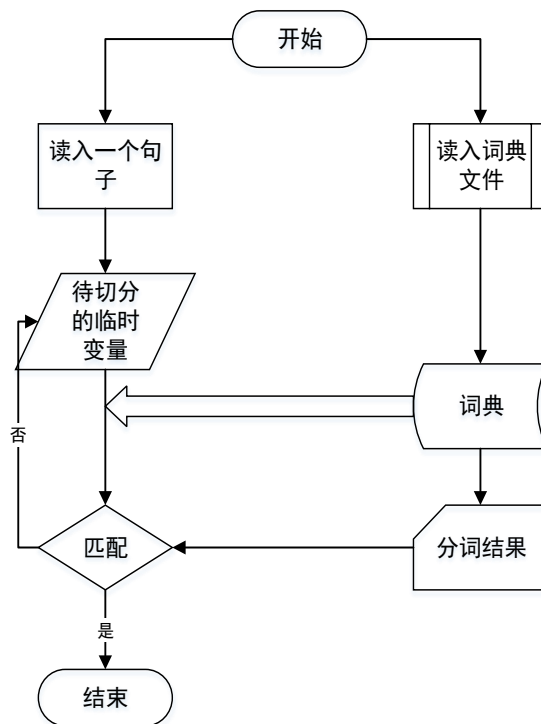 开始
读入一个句
子
读入词典
文件
待切分
的临时
变量
词典
否
匹配
分词结果
是
结束